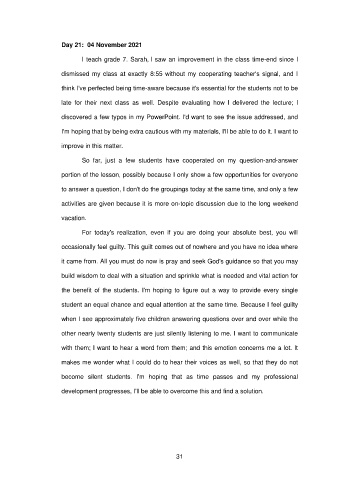 Day 21:  04 November 2021
I teach grade 7. Sarah, I saw an improvement in the class time-end since I
dismissed my class at exactly 8:55 without my cooperating teacher's signal, and I
think I've perfected being time-aware because it's essential for the students not to be
late for their next class as well. Despite evaluating how I delivered the lecture; I
discovered a few typos in my PowerPoint. I'd want to see the issue addressed, and
I'm hoping that by being extra cautious with my materials, I'll be able to do it. I want to
improve in this matter.
So far, just a few students have cooperated on my question-and-answer
portion of the lesson, possibly because I only show a few opportunities for everyone
to answer a question. I don't do the groupings today at the same time, and only a few
activities are given because it is more on-topic discussion due to the long weekend
vacation.
For today's realization, even if you are doing your absolute best, you will
occasionally feel guilty. This guilt comes out of nowhere and you have no idea where
it came from. All you must do now is pray and seek God's guidance so that you may
build wisdom to deal with a situation and sprinkle what is needed and vital action for
the benefit of the students. I'm hoping to figure out a way to provide every single
student an equal chance and equal attention at the same time. Because I feel guilty
when I see approximately five children answering questions over and over while the
other nearly twenty students are just silently listening to me. I want to communicate
with them; I want to hear a word from them; and this emotion concerns me a lot. It
makes me wonder what I could do to hear their voices as well, so that they do not
become silent students. I'm hoping that as time passes and my professional
development progresses, I'll be able to overcome this and find a solution.
31